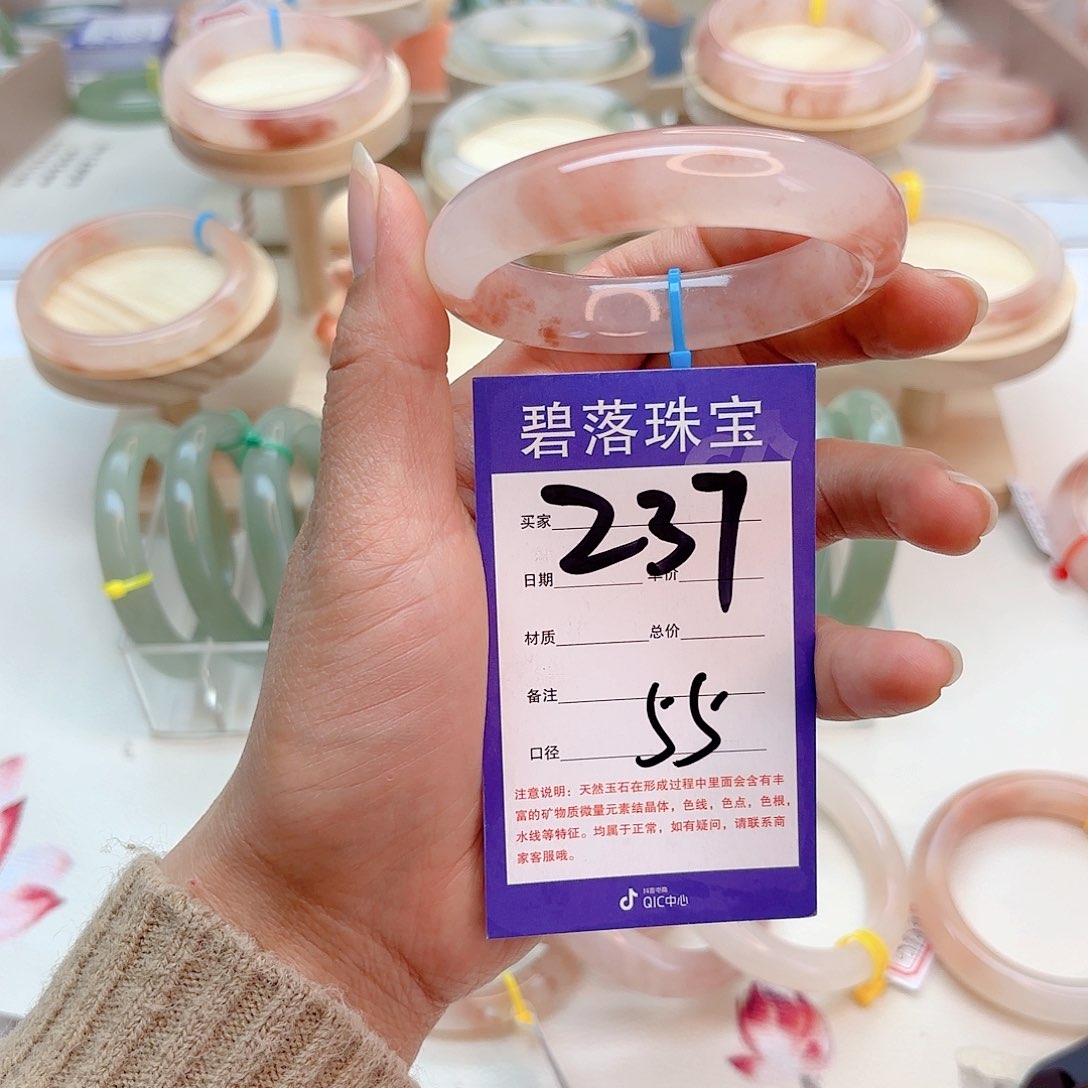 碧落珠宝
买家 237
日期 单价
材质 总价
备注
口径 55
注意说明：天然玉石在形成过程中里面会含有丰
富的矿物质微量元素结晶体，色线，色点，色根，
水线等特征。均属于正常，如有疑问，请联系商
家客服哦。
抖音电商
QIC中心